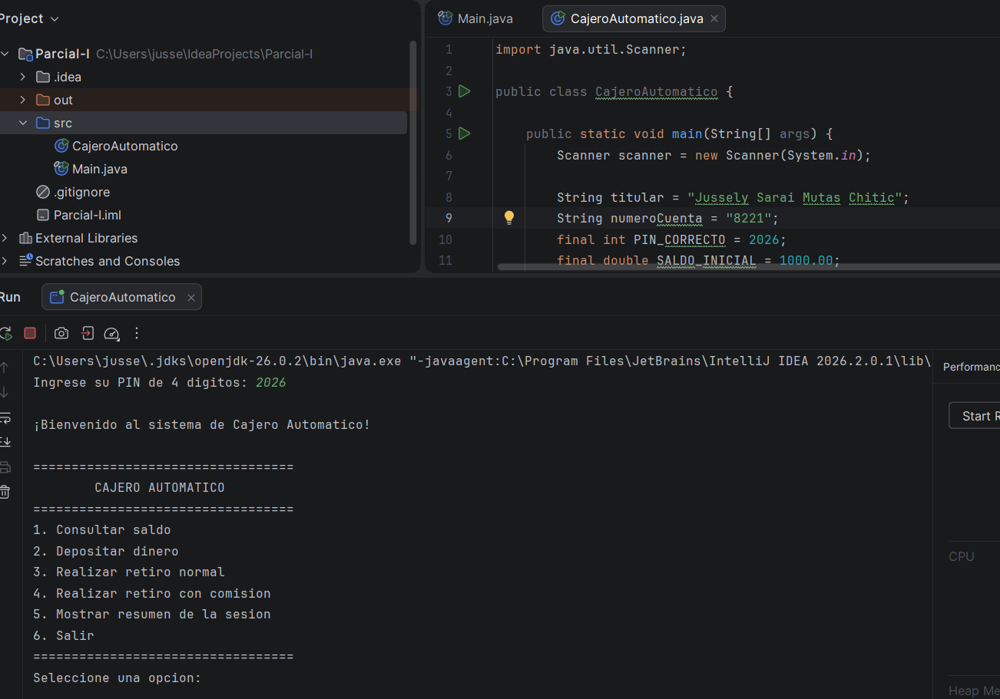 Project
Parcial-I C:\Users\jusse\IdeaProjects\Parcial-I
.idea
out
src
CajeroAutomatico
Main.java
.gitignore
Parcial-I.iml
External Libraries
Scratches and Consoles
Main.java CajeroAutomatico.java
1 import java.util.Scanner;
2
3 public class CajeroAutomatico {
4
5 public static void main(String[] args) {
6 Scanner scanner = new Scanner(System.in);
7
8 String titular = "Jussely Sarai Mutas Chitic";
9 String numeroCuenta = "8221";
10 final int PIN_CORRECTO = 2026;
11 final double SALDO_INICIAL = 1000.00;
Run CajeroAutomatico
C:\Users\jusse\.jdks\openjdk-26.0.2\bin\java.exe "-javaagent:C:\Program Files\JetBrains\IntelliJ IDEA 2026.2.0.1\lib\
Ingrese su PIN de 4 digitos: 2026
¡Bienvenido al sistema de Cajero Automatico!
==================================
CAJERO AUTOMATICO
==================================
1. Consultar saldo
2. Depositar dinero
3. Realizar retiro normal
4. Realizar retiro con comision
5. Mostrar resumen de la sesion
6. Salir
==================================
Seleccione una opcion:
Performanc
Start R
CPU
Heap Me